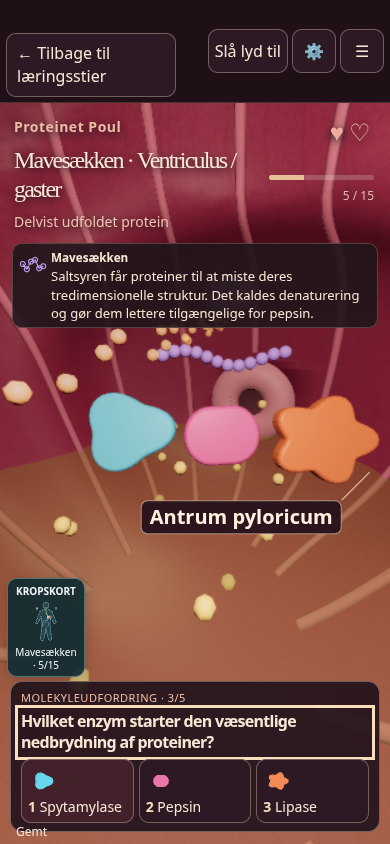 ← Tilbage til
læringsstier
Slå lyd til
Proteinet Poul
Mavesækken · Ventriculus /
gaster
5 / 15
Delvist udfoldet protein
Mavesækken
Saltsyren får proteiner til at miste deres
tredimensionelle struktur. Det kaldes denaturering
og gør dem lettere tilgængelige for pepsin.
Antrum pyloricum
KROPSKORT
Mavesækken
· 5/15
MOLEKYLEUDFORDRING · 3/5
Hvilket enzym starter den væsentlige
nedbrydning af proteiner?
1 Spytamylase
2 Pepsin
3 Lipase
Gemt